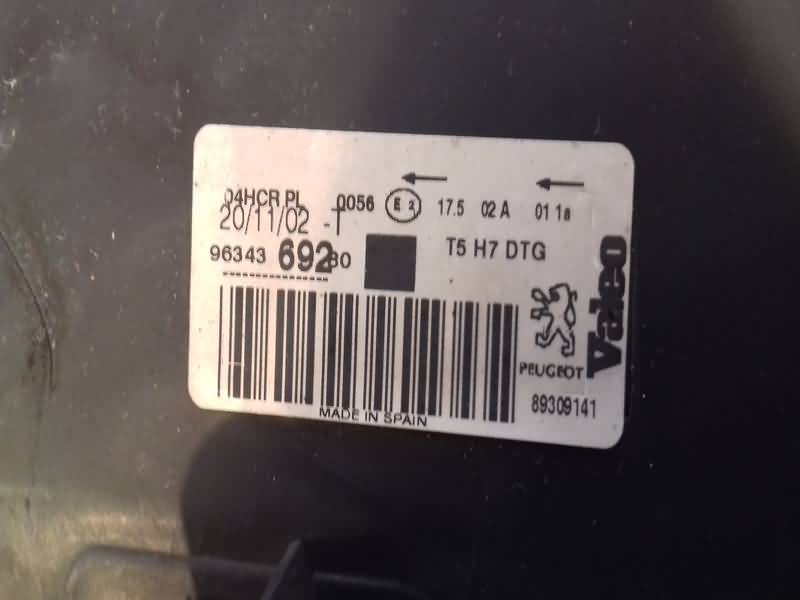 04HCR PL 0056 E2 17.5 02 A 01 1a
20/11/02 - T
96343 692 80 T5 H7 DTG
Valeo
PEUGEOT
89309141
MADE IN SPAIN